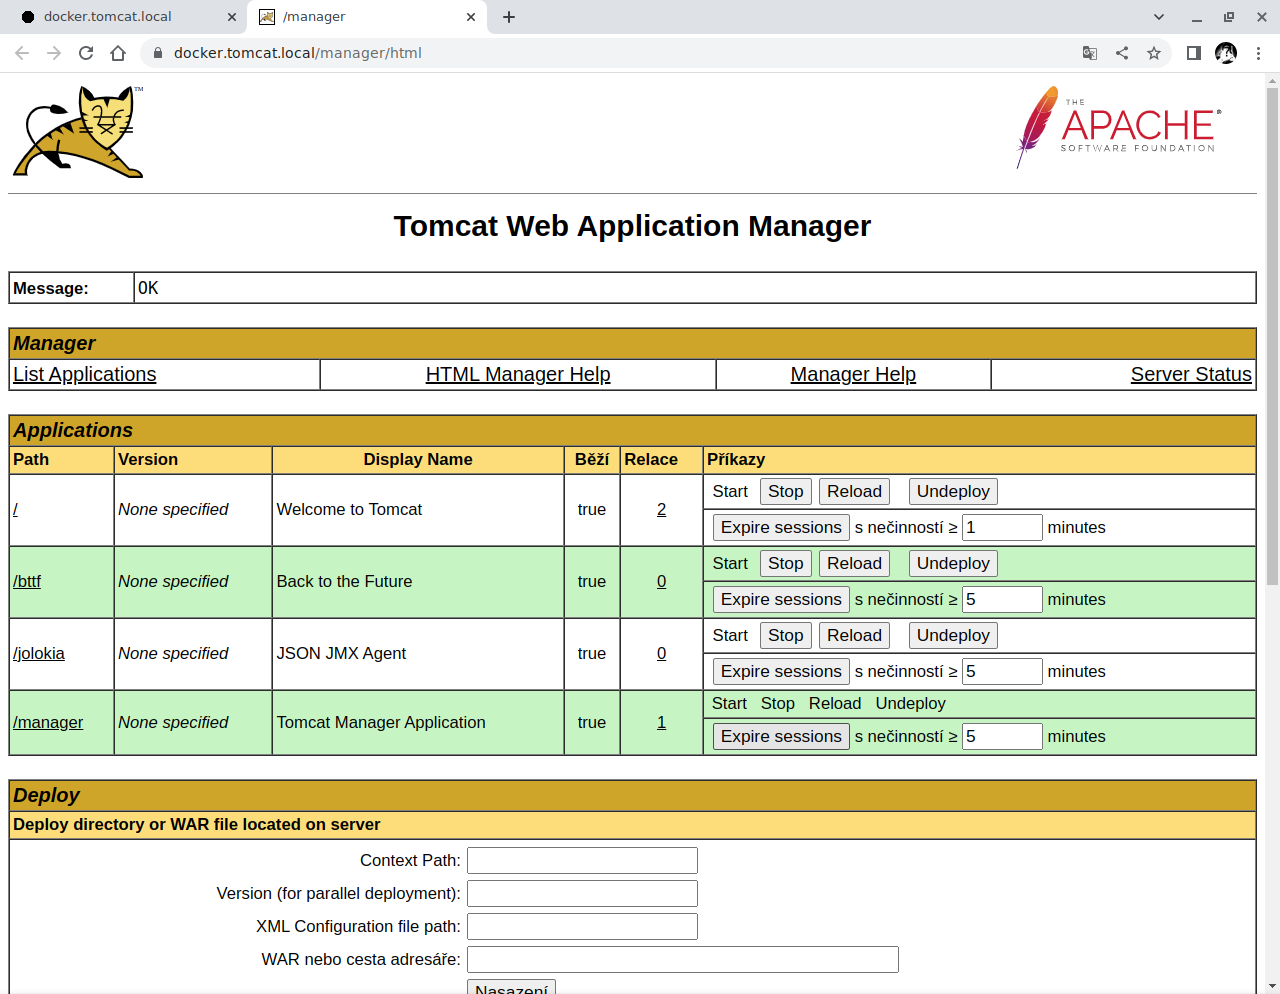 docker.tomcat.local
/manager
docker.tomcat.local/manager/html
TM
THE
APACHE®
SOFTWARE FOUNDATION
Tomcat Web Application Manager
Message: OK
Manager
List Applications HTML Manager Help Manager Help Server Status
Applications
Path Version Display Name Běží Relace Příkazy
/ None specified Welcome to Tomcat true 2 Start Stop Reload Undeploy
Expire sessions s nečinností ≥ 1 minutes
/bttf None specified Back to the Future true 0 Start Stop Reload Undeploy
Expire sessions s nečinností ≥ 5 minutes
/jolokia None specified JSON JMX Agent true 0 Start Stop Reload Undeploy
Expire sessions s nečinností ≥ 5 minutes
/manager None specified Tomcat Manager Application true 1 Start Stop Reload Undeploy
Expire sessions s nečinností ≥ 5 minutes
Deploy
Deploy directory or WAR file located on server
Context Path:
Version (for parallel deployment):
XML Configuration file path:
WAR nebo cesta adresáře:
Nasazení